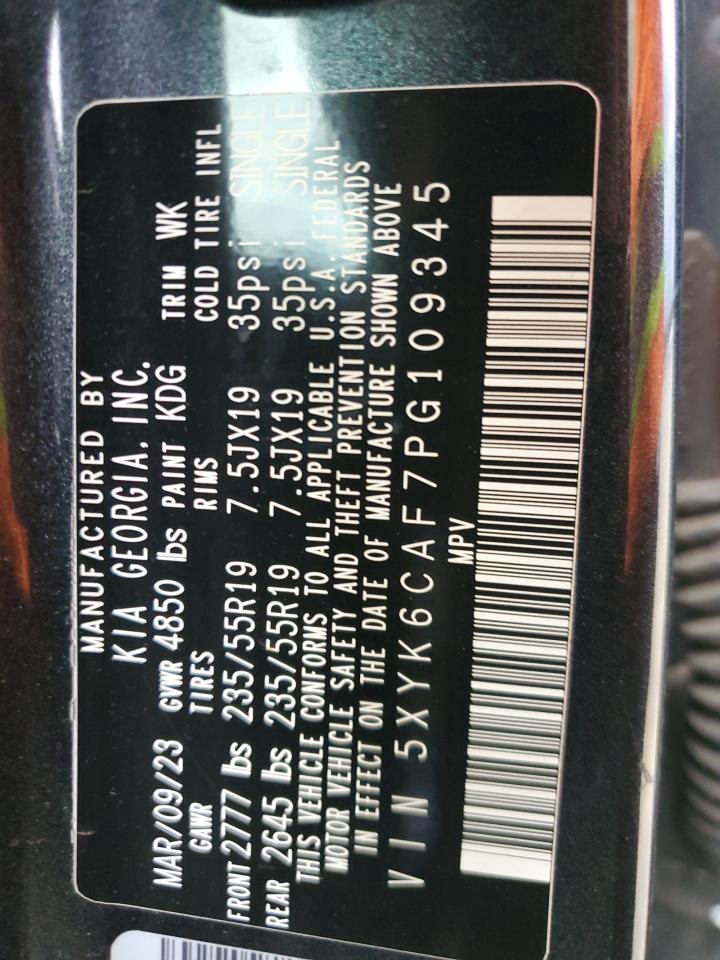 MANUFACTURED BY
KIA GEORGIA, INC.
MAR/09/23 GVWR 4850 lbs PAINT KDG TRIM WK
GAWR TIRES RIMS COLD TIRE INFL
FRONT 2777 lbs 235/55R19 7.5JX19 35psi SINGLE
REAR 2645 lbs 235/55R19 7.5JX19 35psi SINGLE
THIS VEHICLE CONFORMS TO ALL APPLICABLE U.S.A. FEDERAL
MOTOR VEHICLE SAFETY AND THEFT PREVENTION STANDARDS
IN EFFECT ON THE DATE OF MANUFACTURE SHOWN ABOVE
VIN 5XYK6CAF7PG109345
MPV